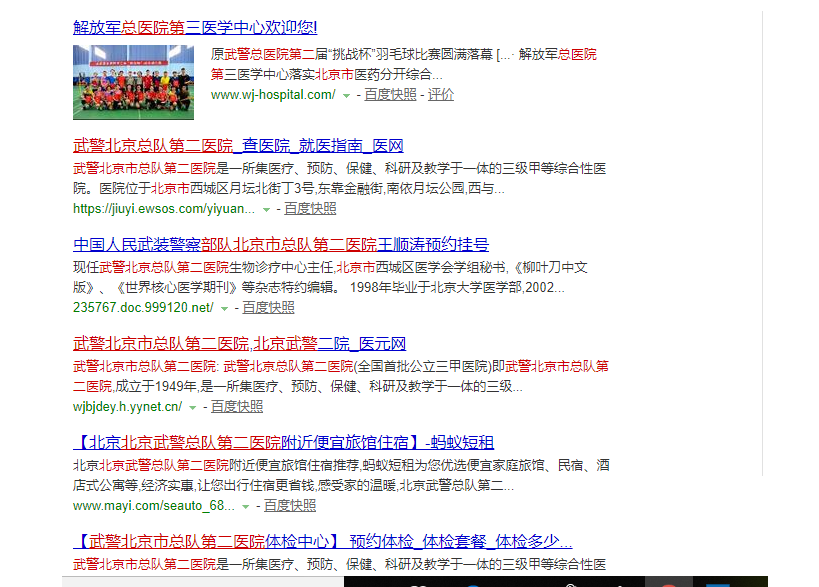 解放军总医院第三医学中心欢迎您!
原武警总医院第二届“挑战杯”羽毛球比赛圆满落幕 [...· 解放军总医院
第三医学中心落实北京市医药分开综合...
www.wj-hospital.com/ - 百度快照 - 评价
武警北京总队第二医院_查医院_就医指南_医网
武警北京市总队第二医院是一所集医疗、预防、保健、科研及教学于一体的三级甲等综合性医
院。医院位于北京市西城区月坛北街丁3号,东靠金融街,南依月坛公园,西与...
https://jiuyi.ewsos.com/yiyuan... - 百度快照
中国人民武装警察部队北京市总队第二医院王顺涛预约挂号
现任武警北京总队第二医院生物诊疗中心主任,北京市西城区医学会学组秘书,《柳叶刀中文
版》、《世界核心医学期刊》等杂志特约编辑。 1998年毕业于北京大学医学部,2002...
235767.doc.999120.net/ - 百度快照
武警北京市总队第二医院,北京武警二院_医元网
武警北京市总队第二医院: 武警北京总队第二医院(全国首批公立三甲医院)即武警北京市总队第
二医院,成立于1949年,是一所集医疗、预防、保健、科研及教学于一体的三级...
wjbjdey.h.yynet.cn/ - 百度快照
【北京北京武警总队第二医院附近便宜旅馆住宿】-蚂蚁短租
北京北京武警总队第二医院附近便宜旅馆住宿推荐,蚂蚁短租为您优选便宜家庭旅馆、民宿、酒
店式公寓等,经济实惠,让您出行住宿更省钱,感受家的温暖,北京武警总队第二...
www.mayi.com/seauto_68... - 百度快照
【武警北京市总队第二医院体检中心】 预约体检_体检套餐_体检多少...
武警北京市总队第二医院是一所集医疗、预防、保健、科研及教学于一体的三级甲等综合性医